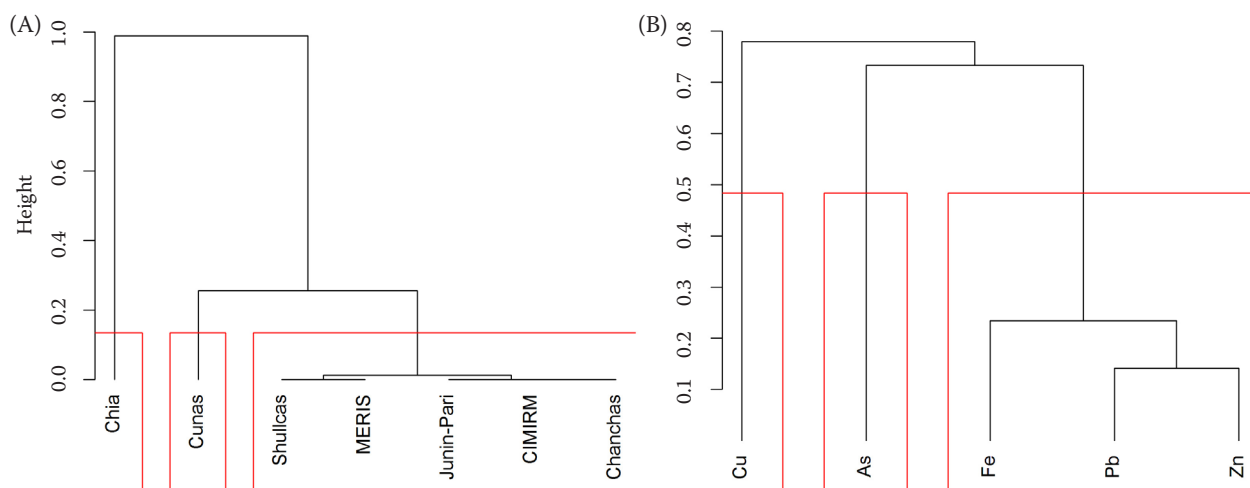 (A)
Height
1.0
0.8
0.6
0.4
0.2
0.0
Chia
Cunas
Shullcas
MERIS
Junin-Pari
CIMIRM
Chanchas
(B)
0.8
0.7
0.6
0.5
0.4
0.3
0.2
0.1
Cu
As
Fe
Pb
Zn